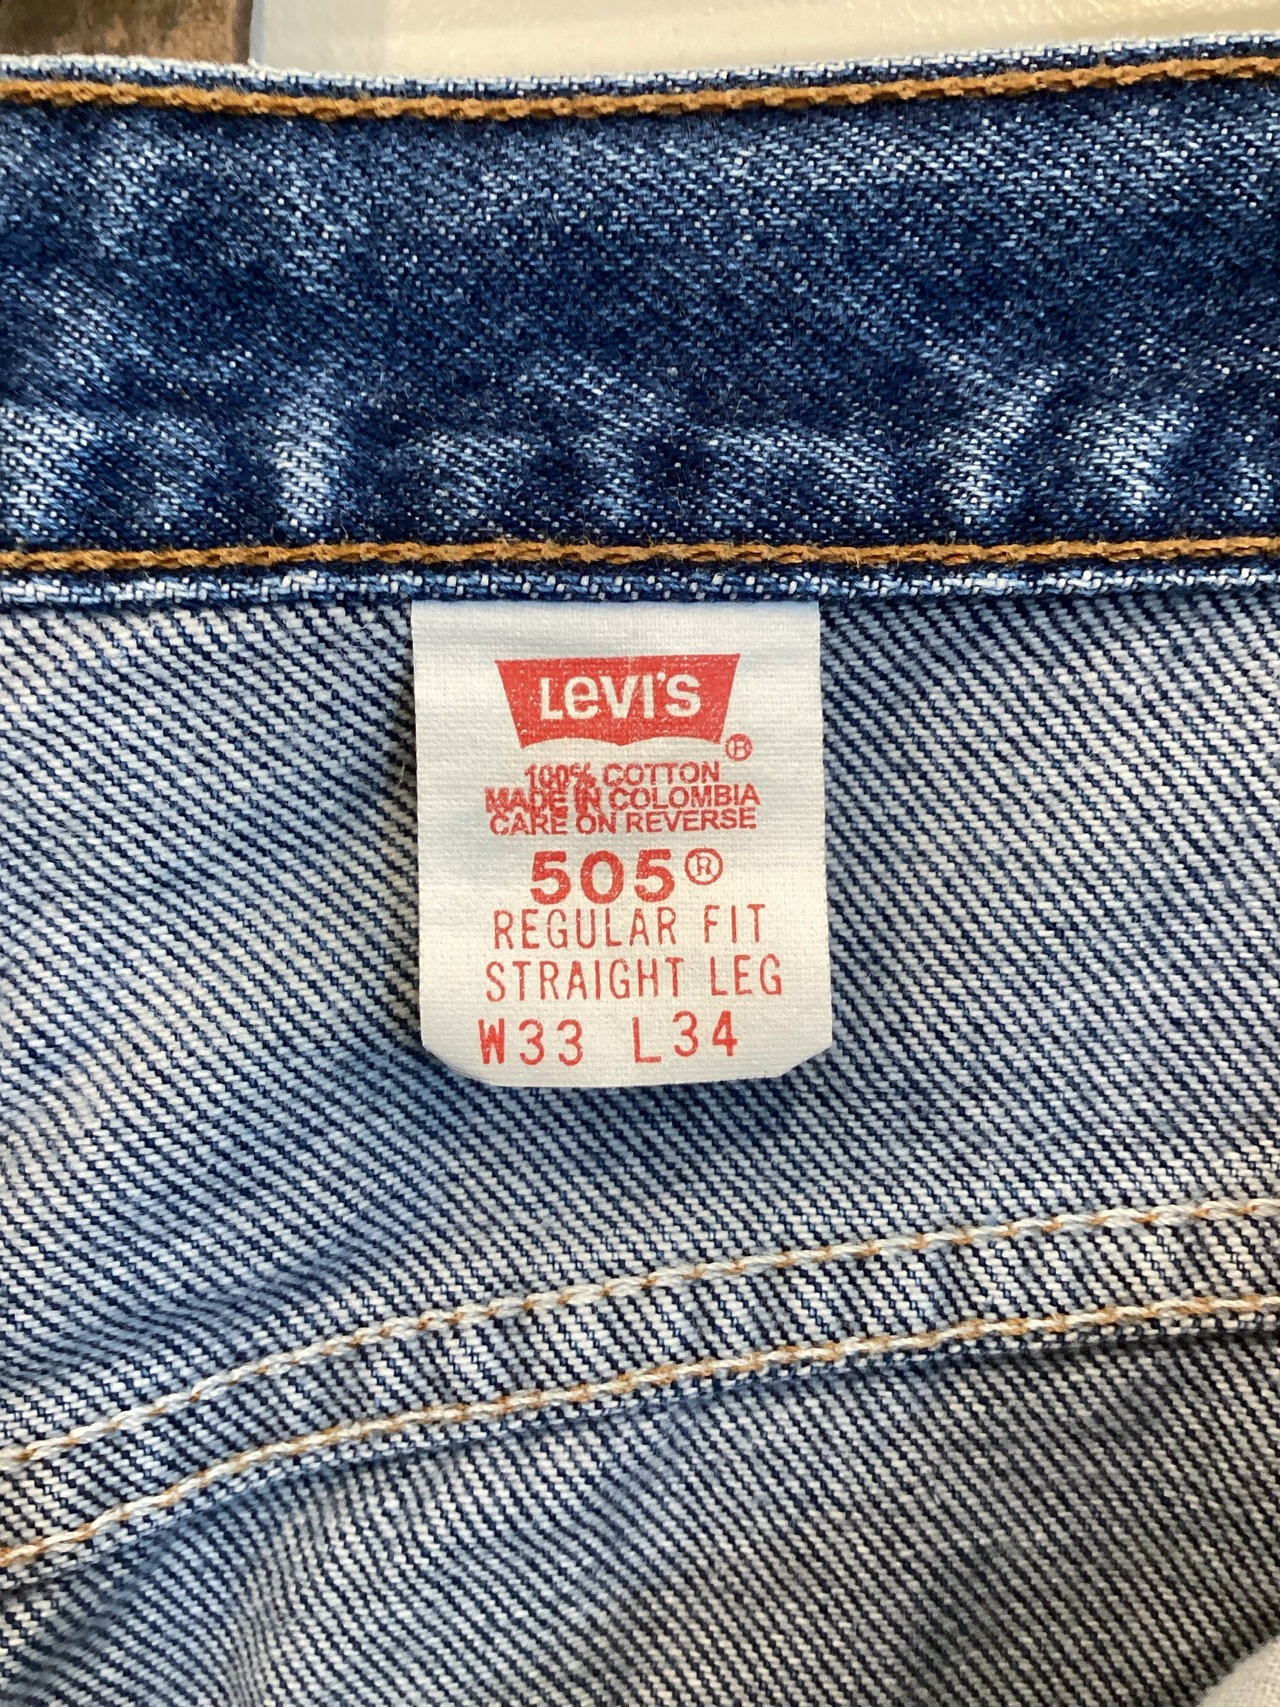 LEVI'S
®
100% COTTON
MADE IN COLOMBIA
CARE ON REVERSE
505®
REGULAR FIT
STRAIGHT LEG
W33 L34